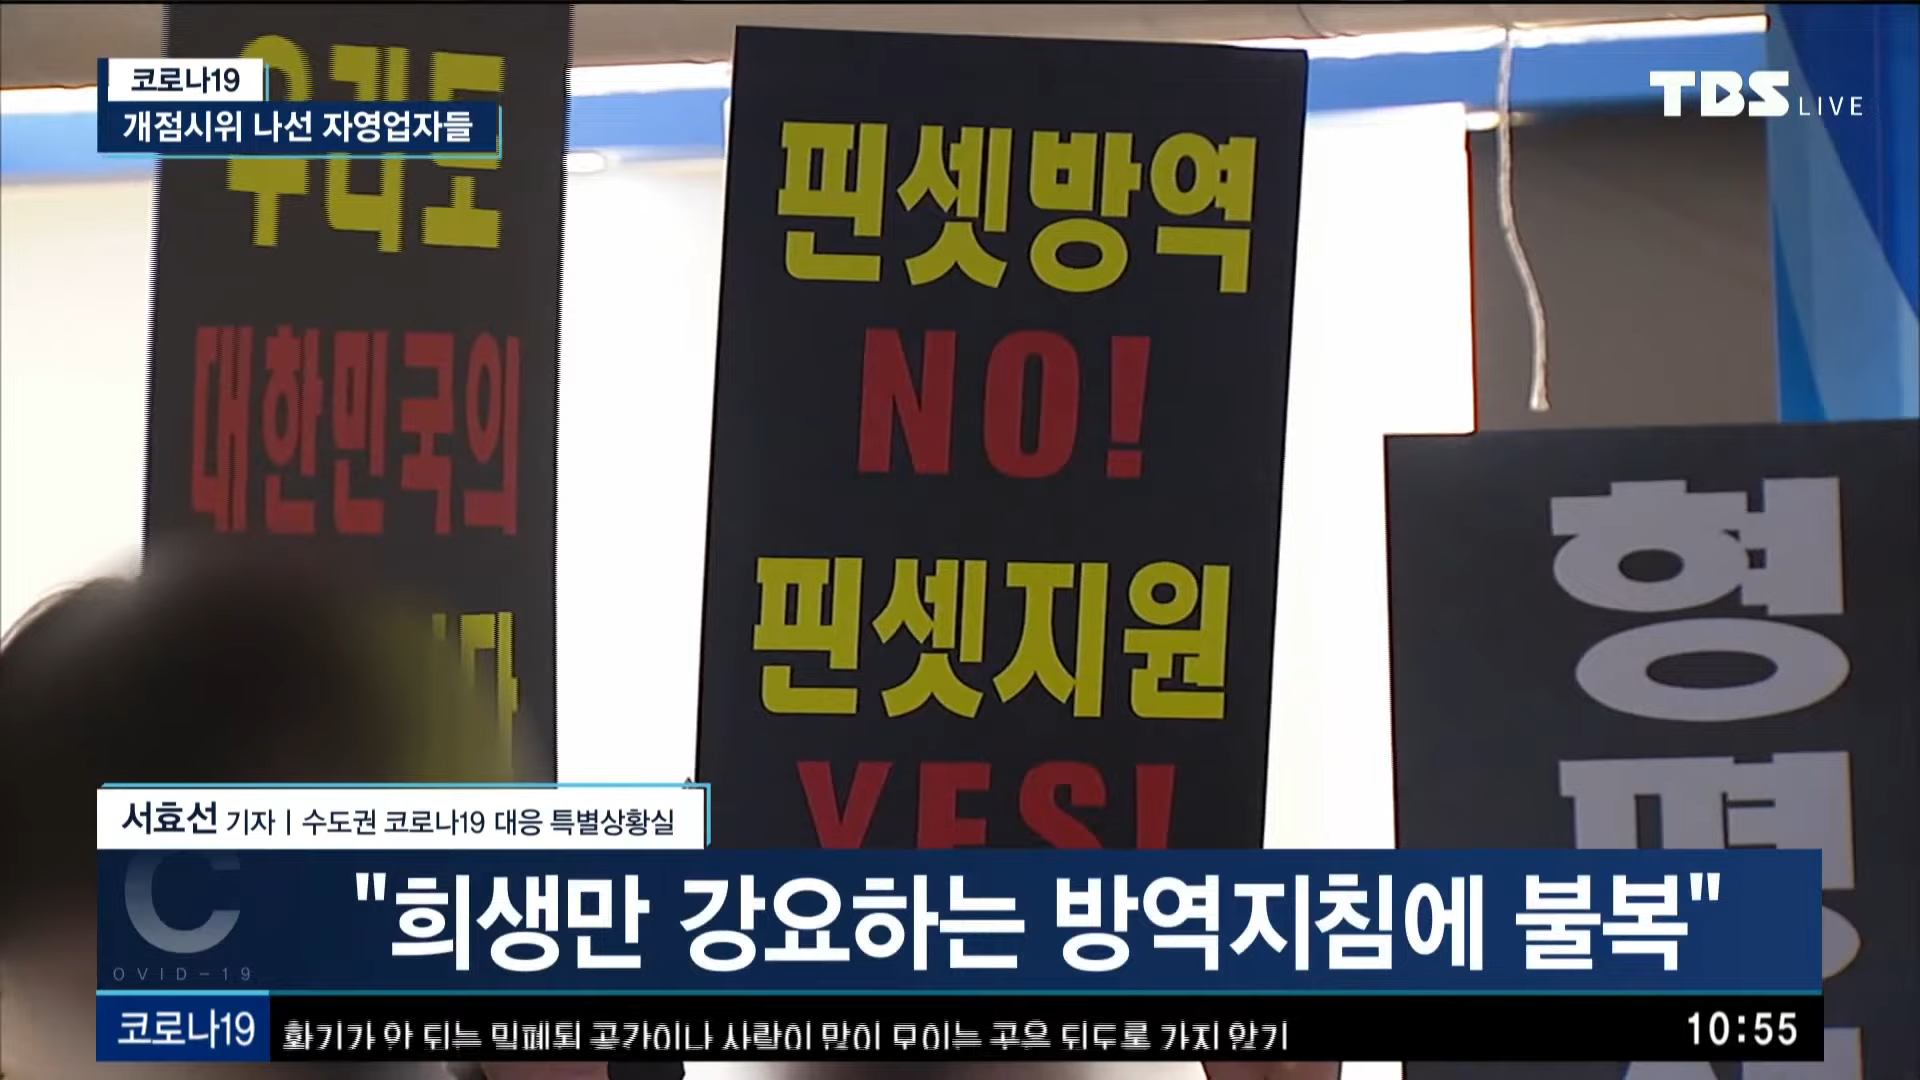 코로나19
개점시위 나선 자영업자들
TBS LIVE
우리도
대한민국의
핀셋방역
NO!
핀셋지원
YES!
형평
서효선 기자 | 수도권 코로나19 대응 특별상황실
"희생만 강요하는 방역지침에 불복"
COVID-19
코로나19
환기가 안 되는 밀폐된 공간이나 사람이 많이 모이는 곳은 되도록 가지 않기
10:55